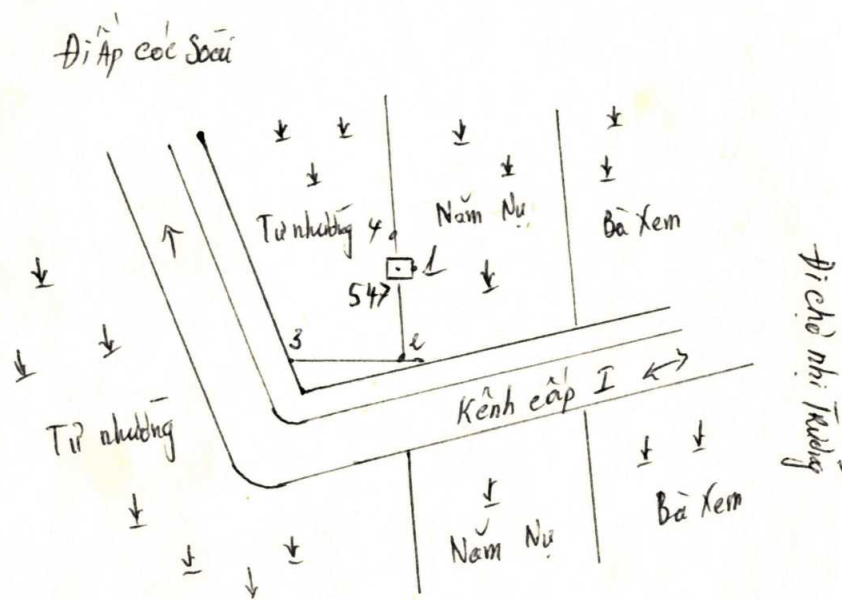 Đi Ấp cóc Soài
Tư nhường
4
Năm Nụ
Bà Xem
1
547
3
2
Kênh cấp I
Đi chợ nhị Trường
Tư nhường
Năm Nụ
Bà Xem